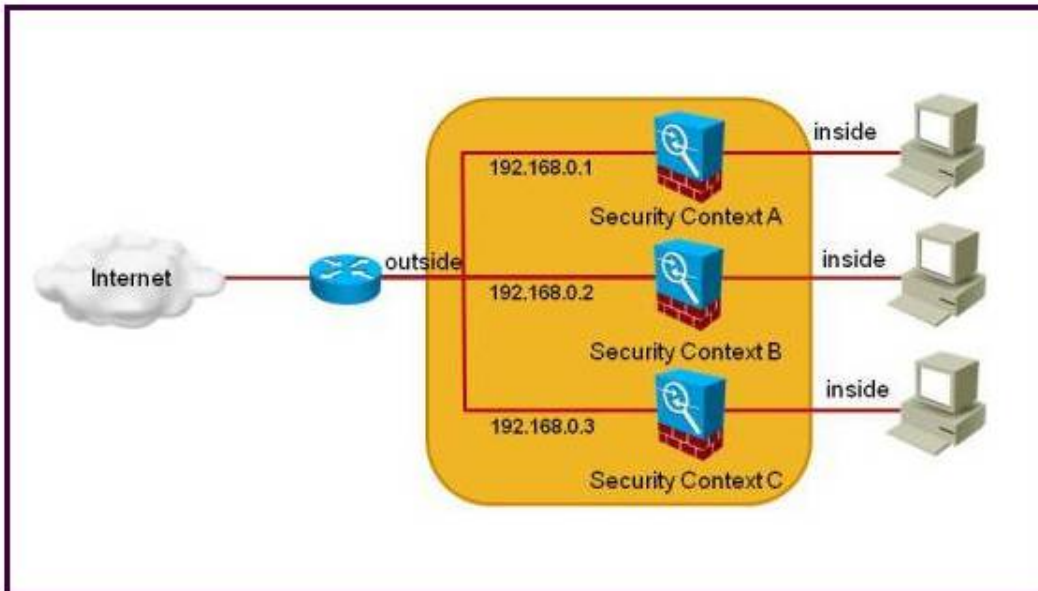 inside
192.168.0.1
Security Context A
Internet
outside
inside
192.168.0.2
Security Context B
inside
192.168.0.3
Security Context C